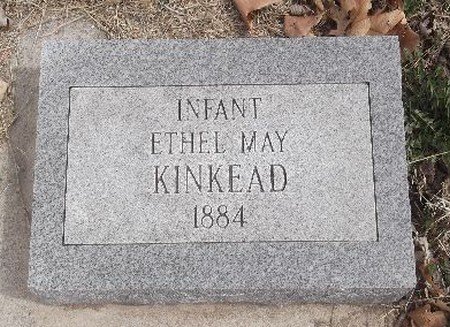 INFANT
ETHEL MAY
KINKEAD
1884